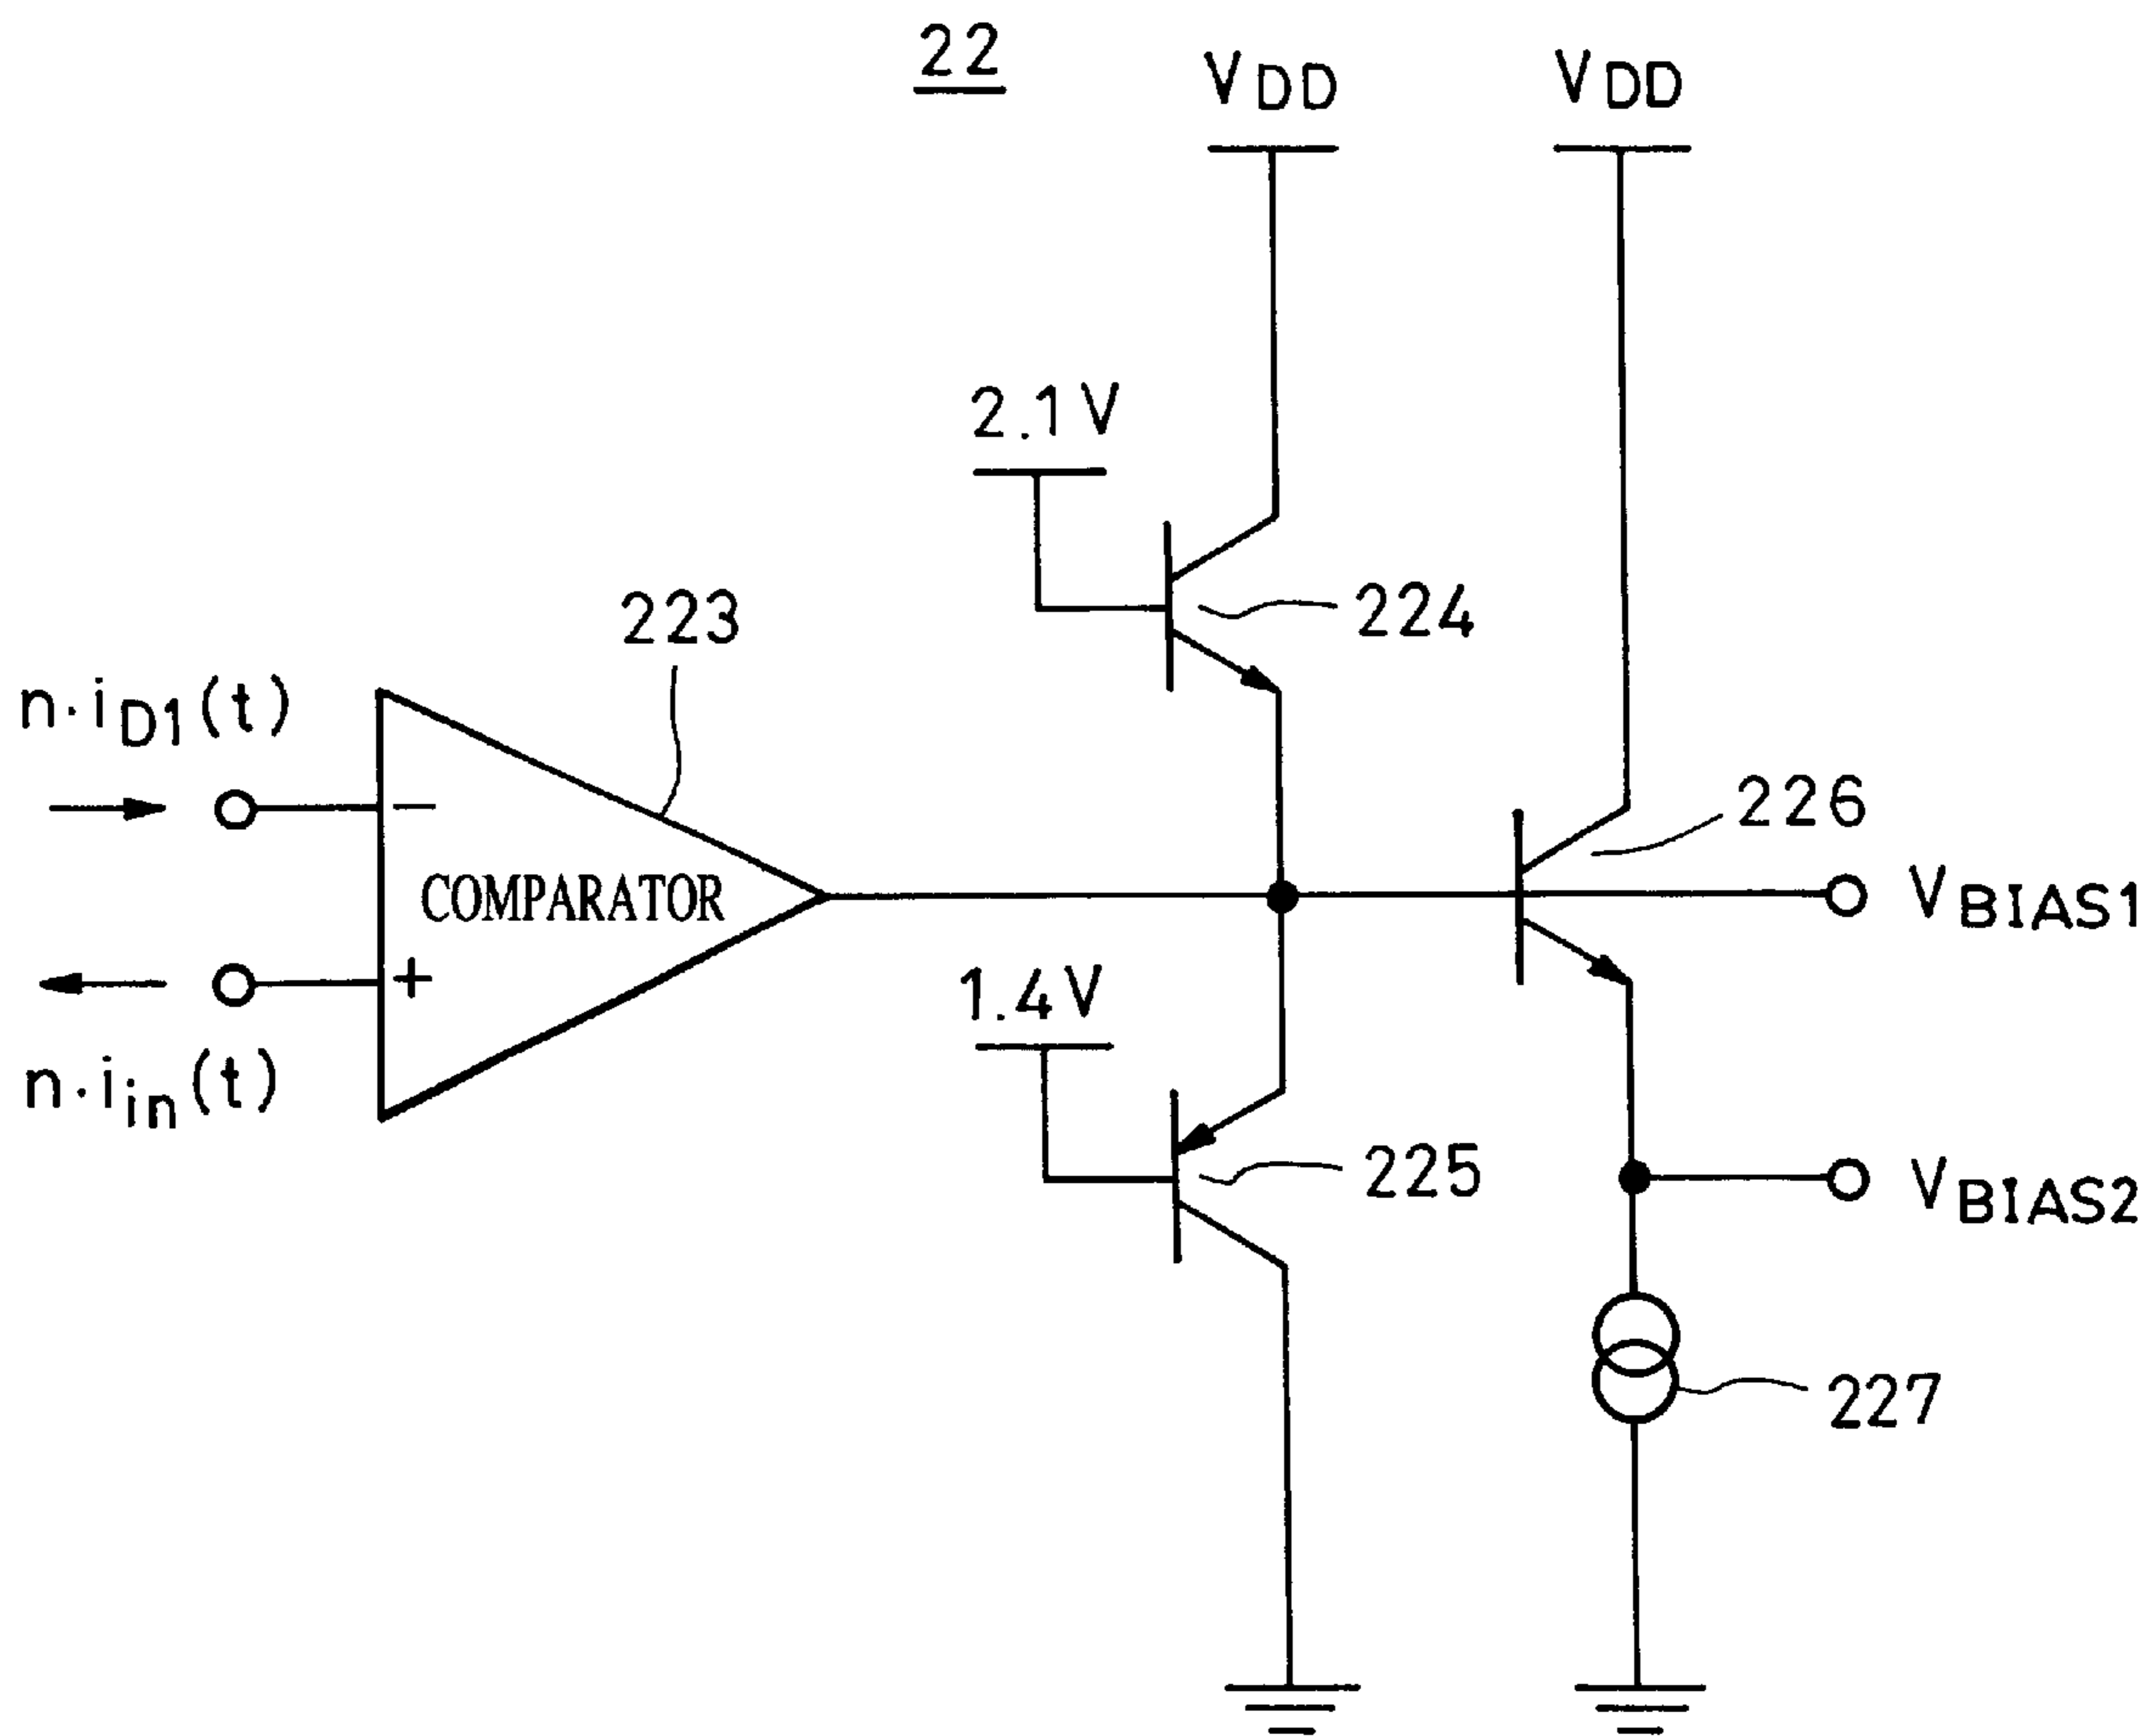 22
VDD
VDD
2.1V
224
223
n·iD1(t)
−
COMPARATOR
+
n·iin(t)
226
VBIAS1
1.4V
225
VBIAS2
227